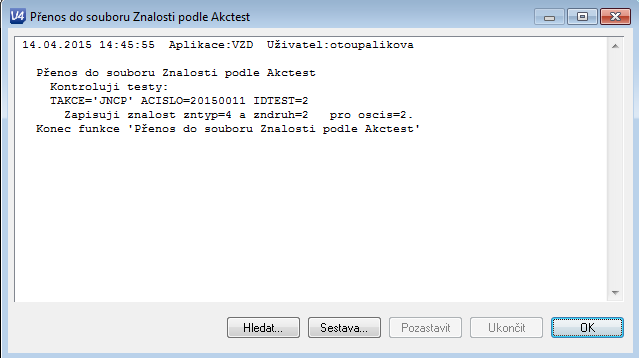 U4 Přenos do souboru Znalosti podle Akctest
14.04.2015 14:45:55 Aplikace:VZD Uživatel:otoupalikova
Přenos do souboru Znalosti podle Akctest
Kontroluji testy:
TAKCE='JNCP' ACISLO=20150011 IDTEST=2
Zapisuji znalost zntyp=4 a zndruh=2 pro oscis=2.
Konec funkce 'Přenos do souboru Znalosti podle Akctest'
Hledat... Sestava... Pozastavit Ukončit OK